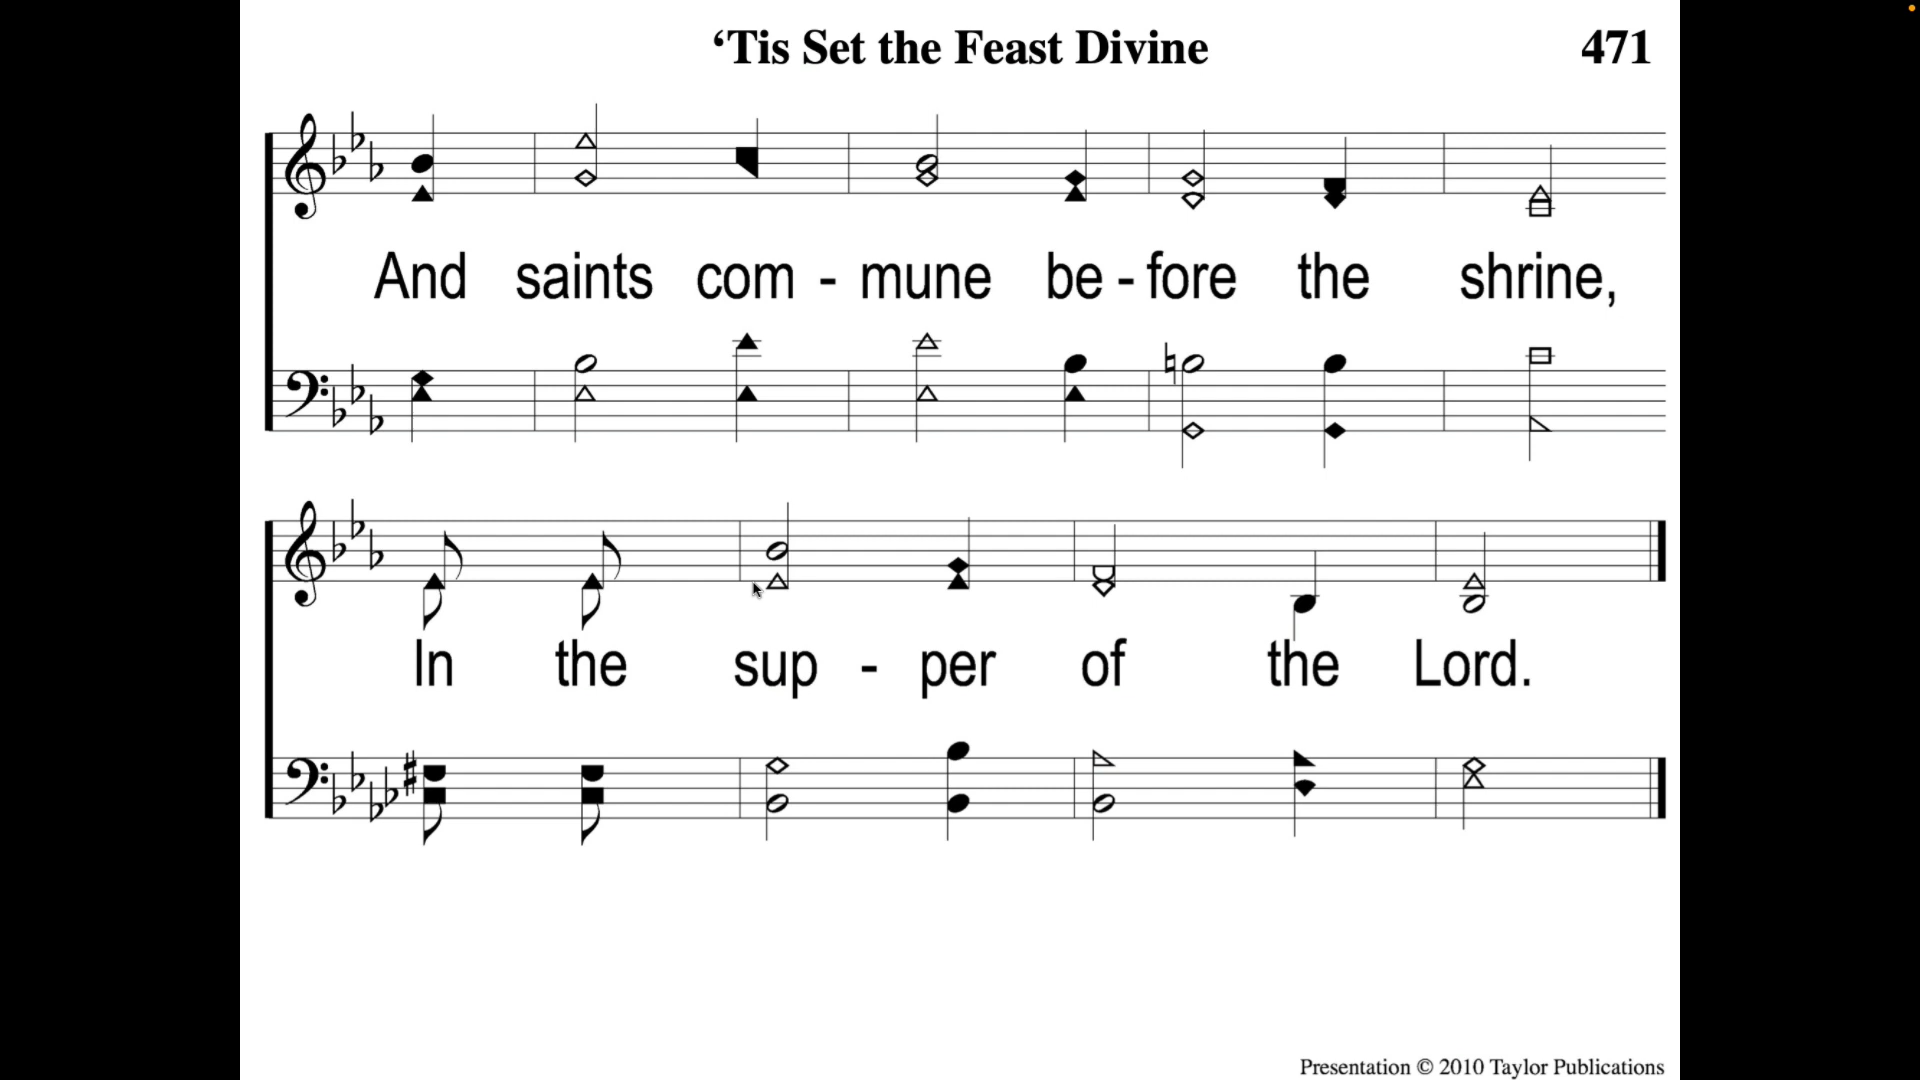 ‘Tis Set the Feast Divine 471
And saints com - mune be - fore the shrine,
In the sup - per of the Lord.
Presentation © 2010 Taylor Publications